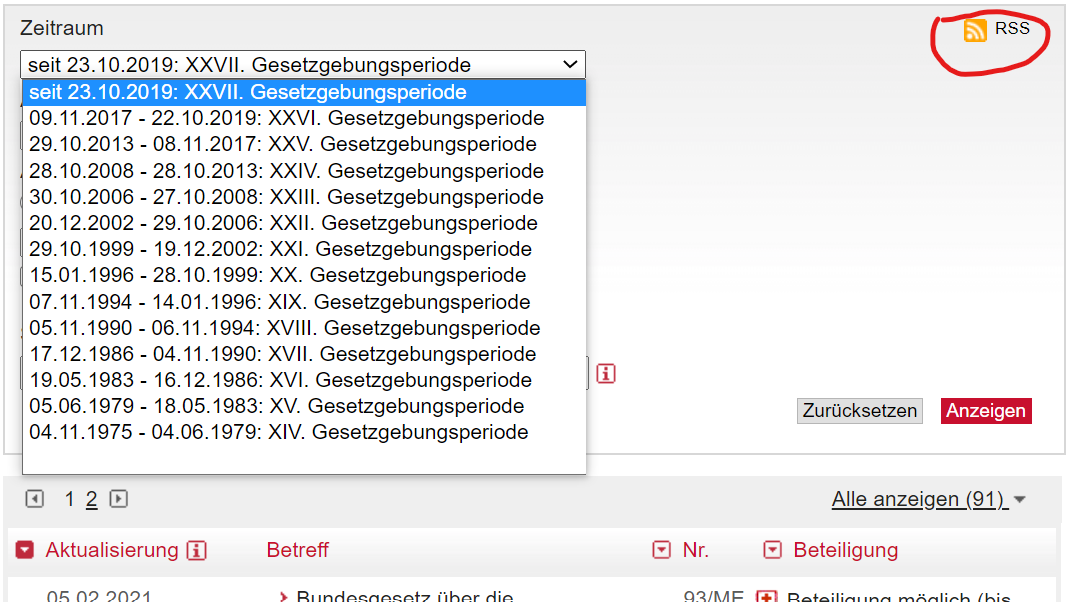 Zeitraum
RSS
seit 23.10.2019: XXVII. Gesetzgebungsperiode
seit 23.10.2019: XXVII. Gesetzgebungsperiode
09.11.2017 - 22.10.2019: XXVI. Gesetzgebungsperiode
29.10.2013 - 08.11.2017: XXV. Gesetzgebungsperiode
28.10.2008 - 28.10.2013: XXIV. Gesetzgebungsperiode
30.10.2006 - 27.10.2008: XXIII. Gesetzgebungsperiode
20.12.2002 - 29.10.2006: XXII. Gesetzgebungsperiode
29.10.1999 - 19.12.2002: XXI. Gesetzgebungsperiode
15.01.1996 - 28.10.1999: XX. Gesetzgebungsperiode
07.11.1994 - 14.01.1996: XIX. Gesetzgebungsperiode
05.11.1990 - 06.11.1994: XVIII. Gesetzgebungsperiode
17.12.1986 - 04.11.1990: XVII. Gesetzgebungsperiode
19.05.1983 - 16.12.1986: XVI. Gesetzgebungsperiode
05.06.1979 - 18.05.1983: XV. Gesetzgebungsperiode
04.11.1975 - 04.06.1979: XIV. Gesetzgebungsperiode
Zurücksetzen Anzeigen
1 2 Alle anzeigen (91)
Aktualisierung Betreff Nr. Beteiligung
05.02.2021 Bundesgesetz über die 93/ME Beteiligung möglich (bis